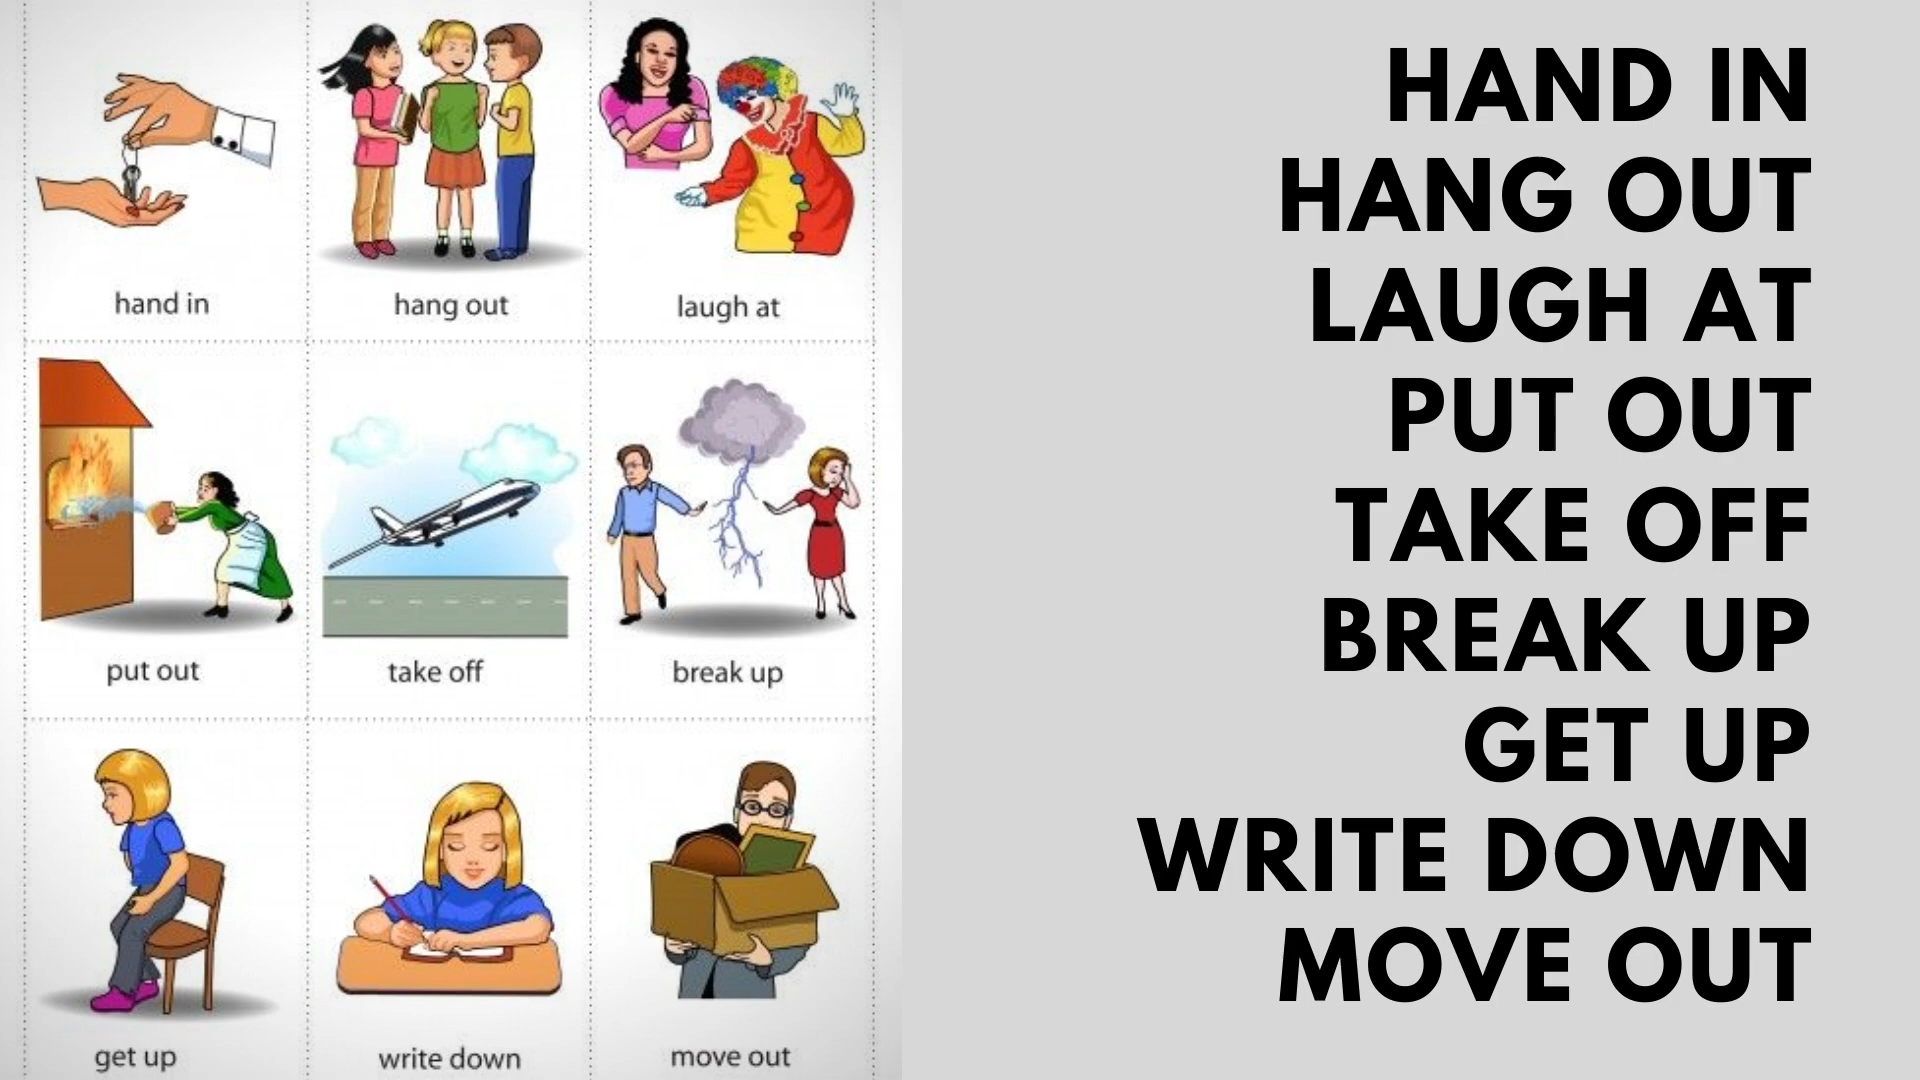 hand in
hang out
laugh at
put out
take off
break up
get up
write down
move out
HAND IN
HANG OUT
LAUGH AT
PUT OUT
TAKE OFF
BREAK UP
GET UP
WRITE DOWN
MOVE OUT